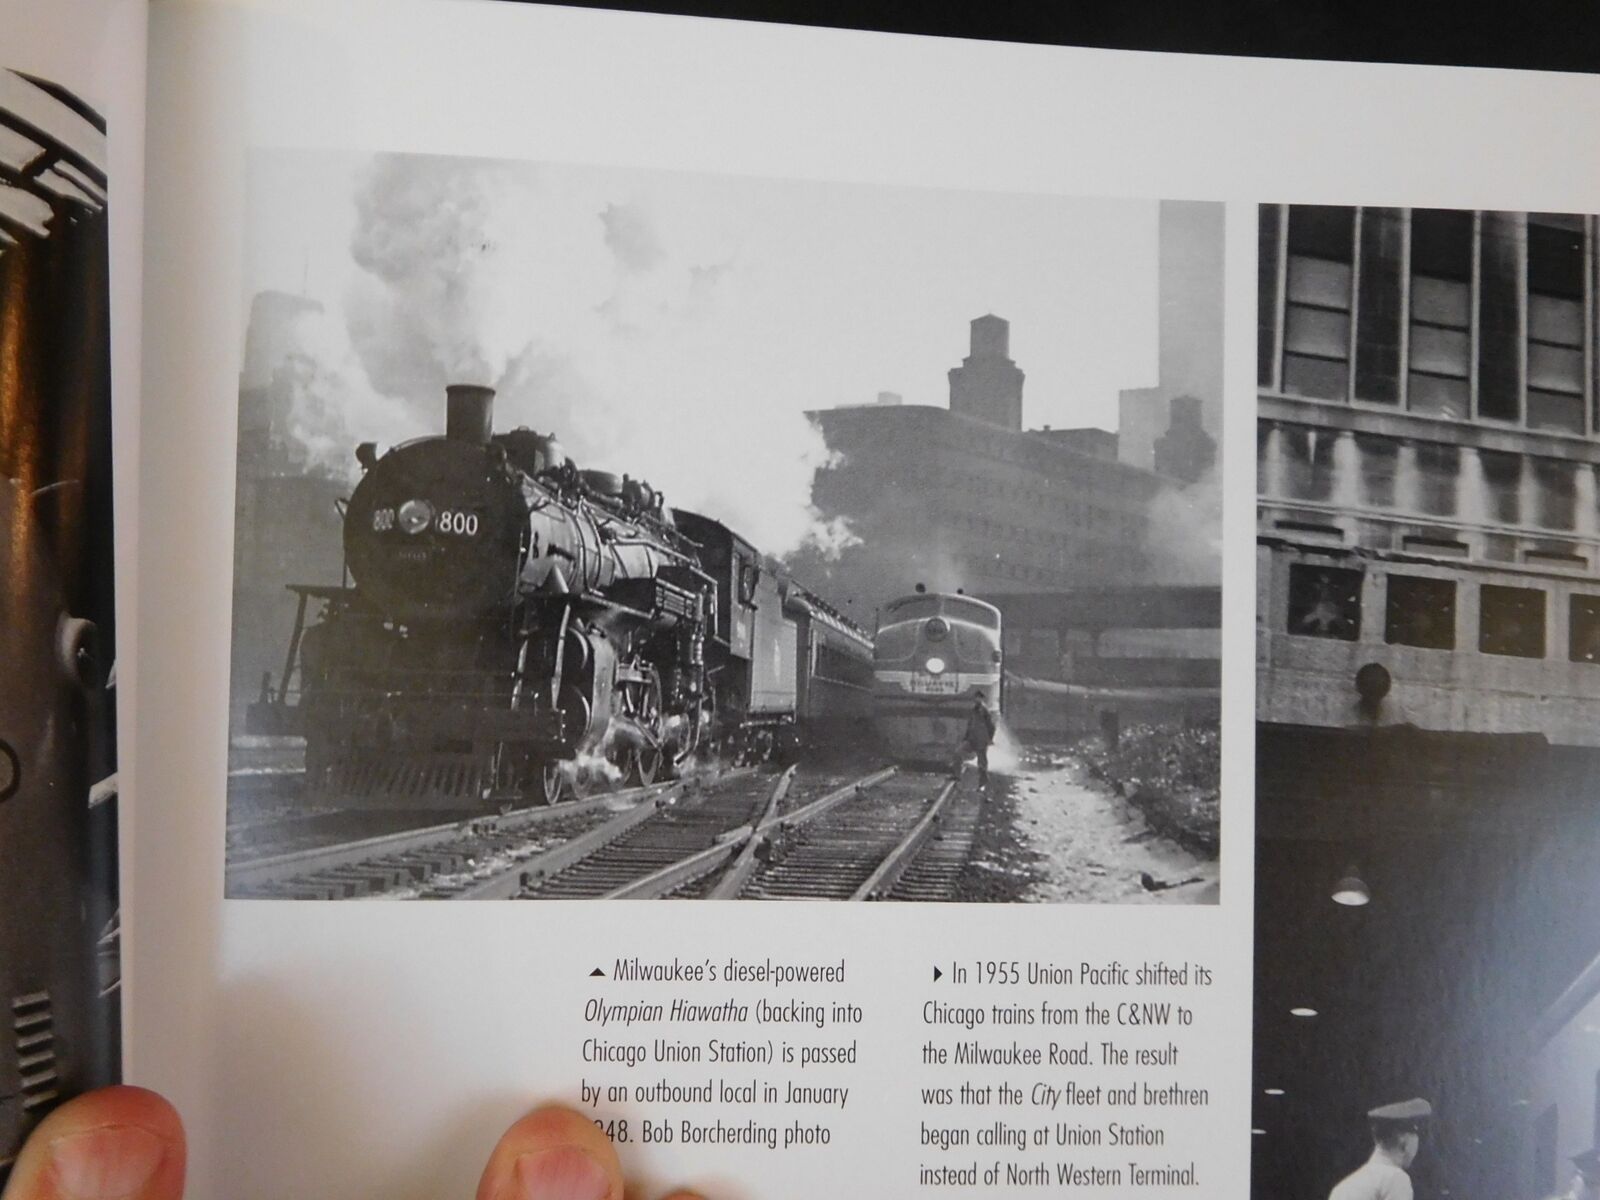 800 800
▲ Milwaukee's diesel-powered
Olympian Hiawatha (backing into
Chicago Union Station) is passed
by an outbound local in January
48. Bob Borcherding photo
▶ In 1955 Union Pacific shifted its
Chicago trains from the C&NW to
the Milwaukee Road. The result
was that the City fleet and brethren
began calling at Union Station
instead of North Western Terminal.